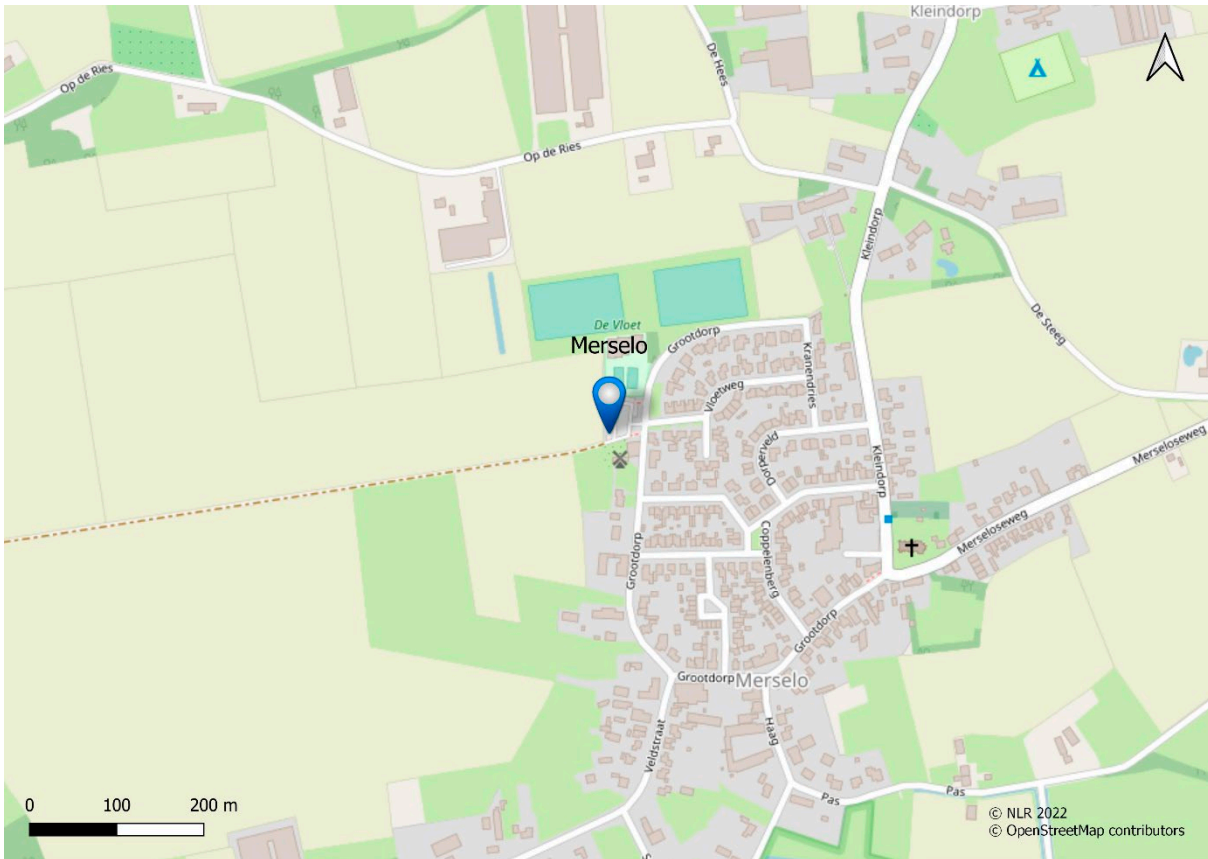 Kleindorp
De Hees
Op de Ries
Op de Ries
Kleindorp
De Steeg
De Vloet
Merselo
Grootdorp
Kranendries
Vloetweg
Dorperveld
Kleindorp
Merseloseweg
Merseloseweg
Coppelenberg
Grootdorp
Grootdorp
Grootdorp
Merselo
Veldstraat
Haag
Pas
Pas
0 100 200 m
© NLR 2022
© OpenStreetMap contributors